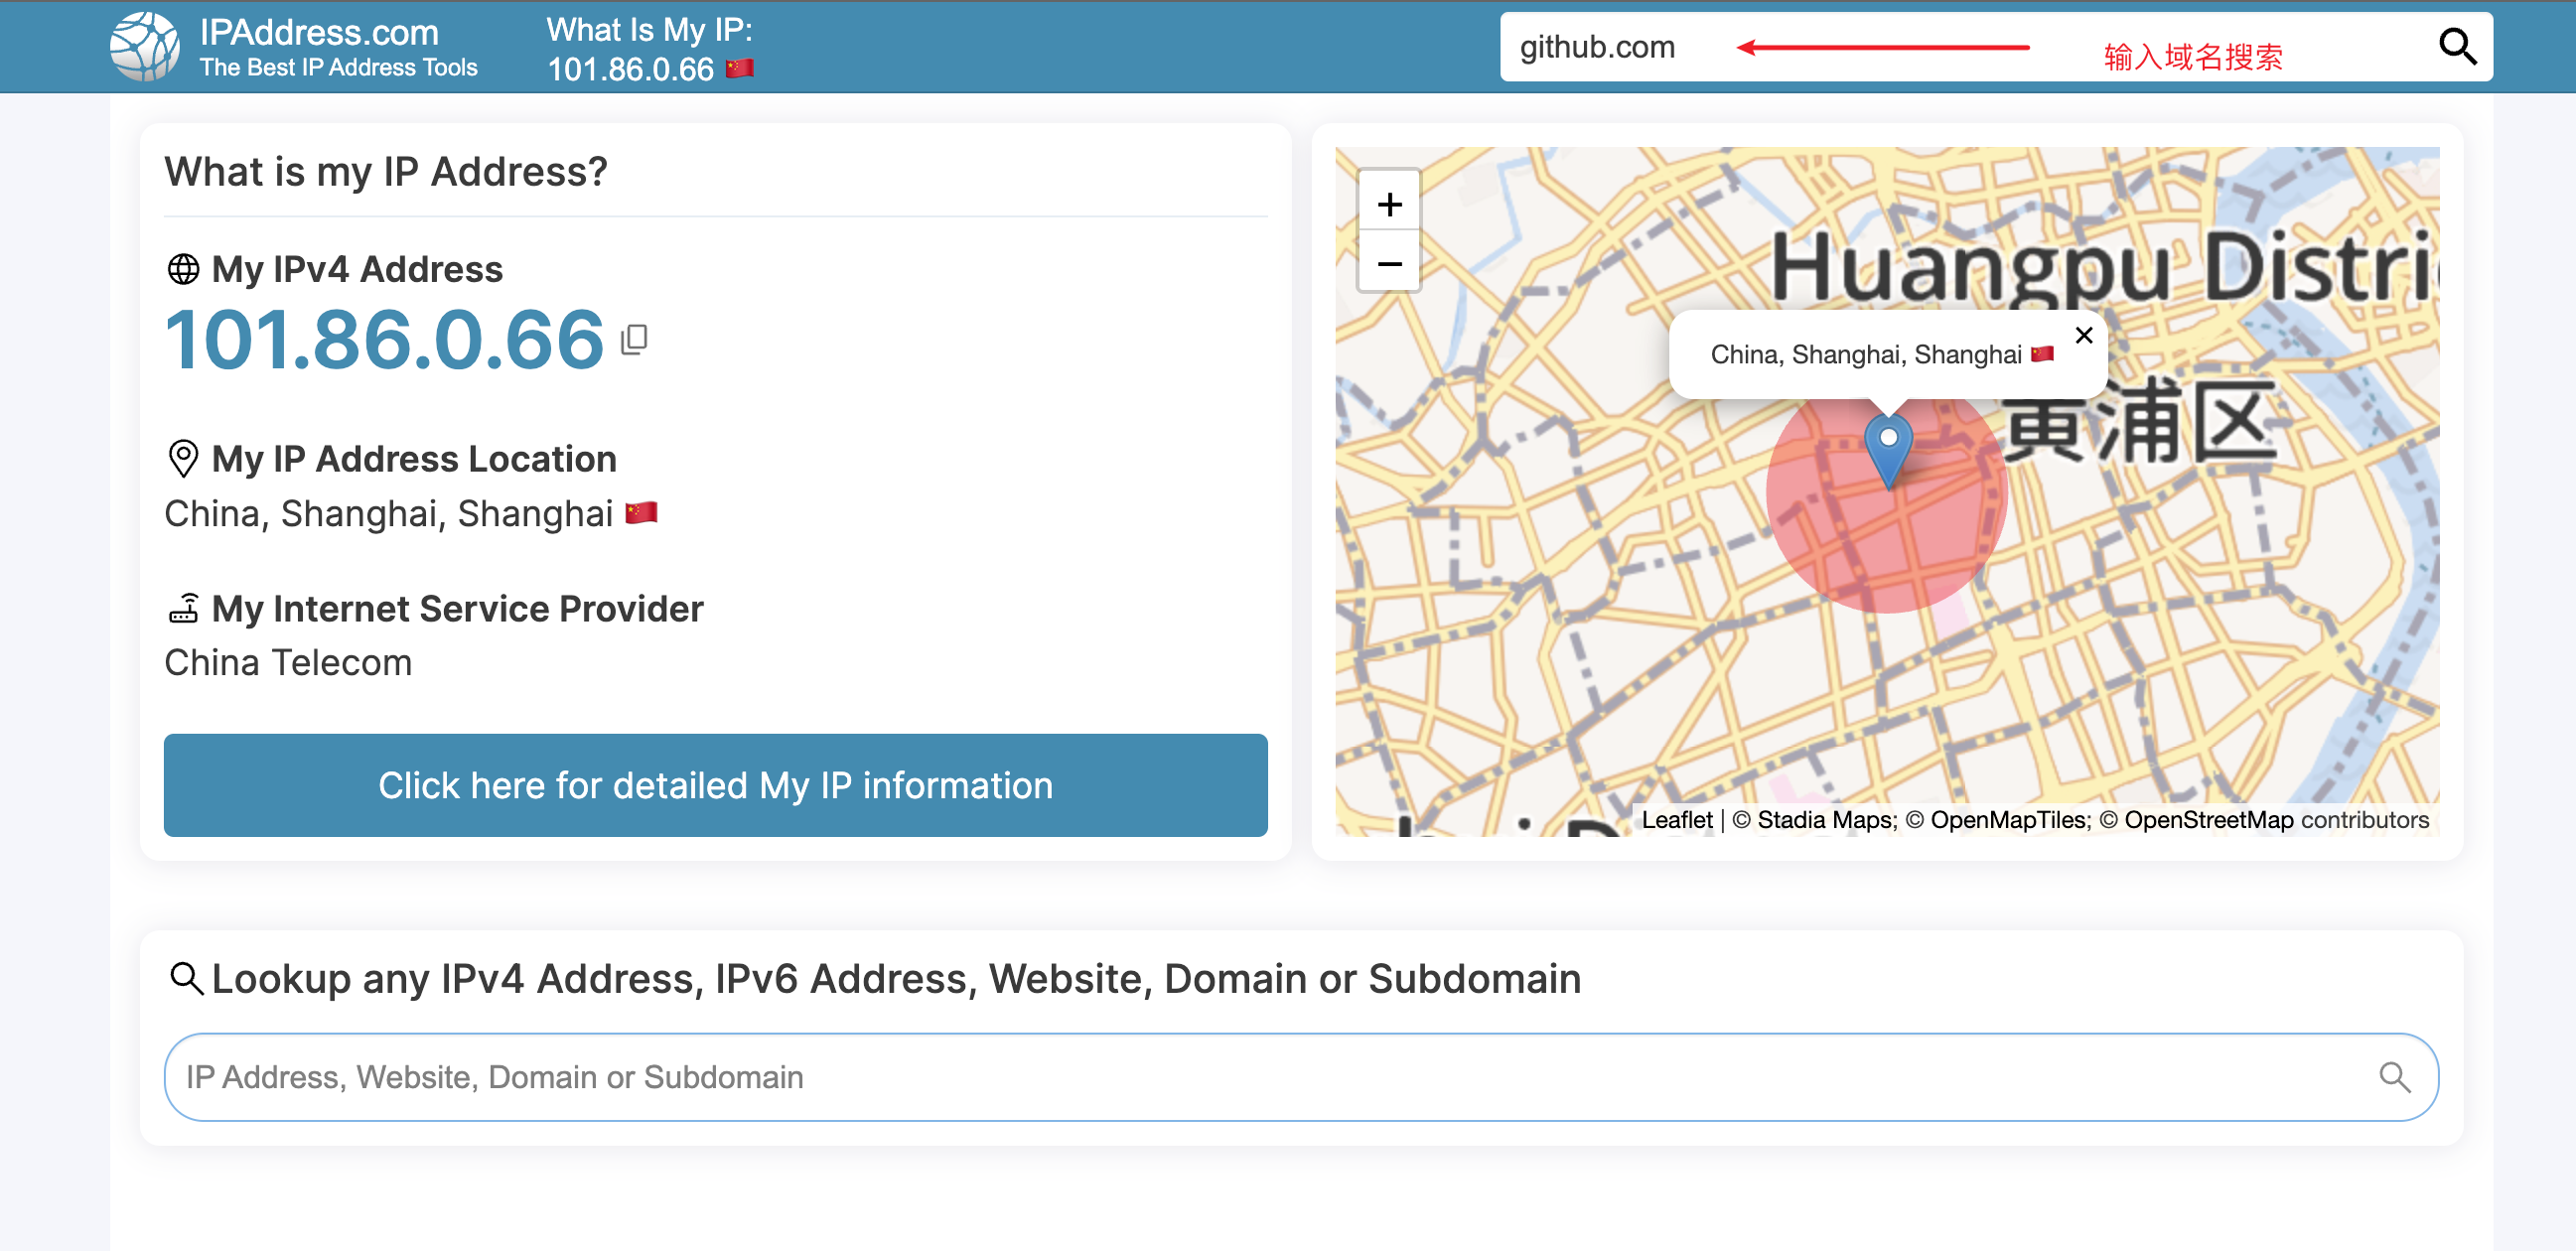 IPAddress.com
The Best IP Address Tools
What Is My IP:
101.86.0.66
github.com
输入域名搜索
What is my IP Address?
My IPv4 Address
101.86.0.66
My IP Address Location
China, Shanghai, Shanghai
My Internet Service Provider
China Telecom
Click here for detailed My IP information
+
−
Huangpu Distri
China, Shanghai, Shanghai
×
黄浦区
Leaflet | © Stadia Maps; © OpenMapTiles; © OpenStreetMap contributors
Lookup any IPv4 Address, IPv6 Address, Website, Domain or Subdomain
IP Address, Website, Domain or Subdomain